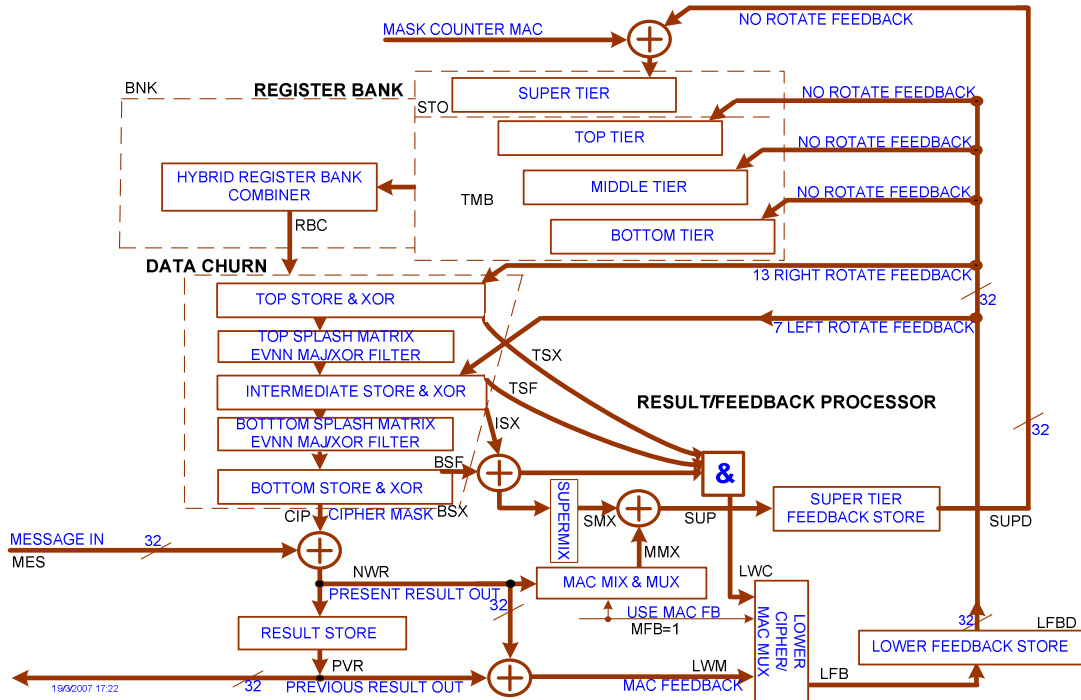 NO ROTATE FEEDBACK
MASK COUNTER MAC
BNK
REGISTER BANK
STO
SUPER TIER
NO ROTATE FEEDBACK
TOP TIER
NO ROTATE FEEDBACK
HYBRID REGISTER BANK
COMBINER
TMB
MIDDLE TIER
NO ROTATE FEEDBACK
RBC
BOTTOM TIER
DATA CHURN
13 RIGHT ROTATE FEEDBACK
TOP STORE & XOR
32
7 LEFT ROTATE FEEDBACK
TOP SPLASH MATRIX
EVNN MAJ/XOR FILTER
TSX
INTERMEDIATE STORE & XOR
TSF
RESULT/FEEDBACK PROCESSOR
ISX
32
BOTTTOM SPLASH MATRIX
EVNN MAJ/XOR FILTER
BSF
&
BOTTOM STORE & XOR
BSX
SUPERMIX
SMX
SUP
SUPER TIER
FEEDBACK STORE
SUPD
CIP
CIPHER MASK
MESSAGE IN
32
MES
MMX
NWR
MAC MIX & MUX
LWC
PRESENT RESULT OUT
32
USE MAC FB
MFB=1
LOWER
CIPHER/
MAC MUX
RESULT STORE
32
LFBD
LOWER FEEDBACK STORE
PVR
LWM
19/3/2007 17:22
32
PREVIOUS RESULT OUT
MAC FEEDBACK
LFB